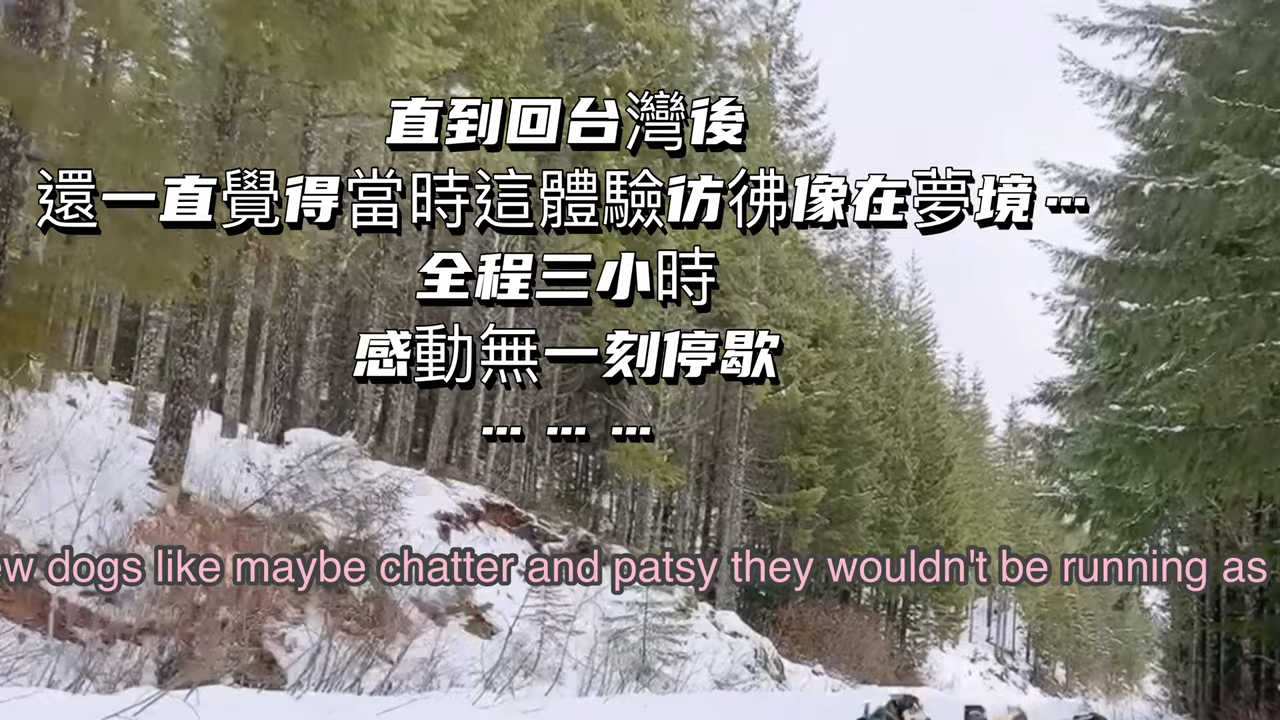 直到回台灣後
還一直覺得當時這體驗彷彿像在夢境…
全程三小時
感動無一刻停歇
… … …
dogs like maybe chatter and patsy they wouldn't be running as